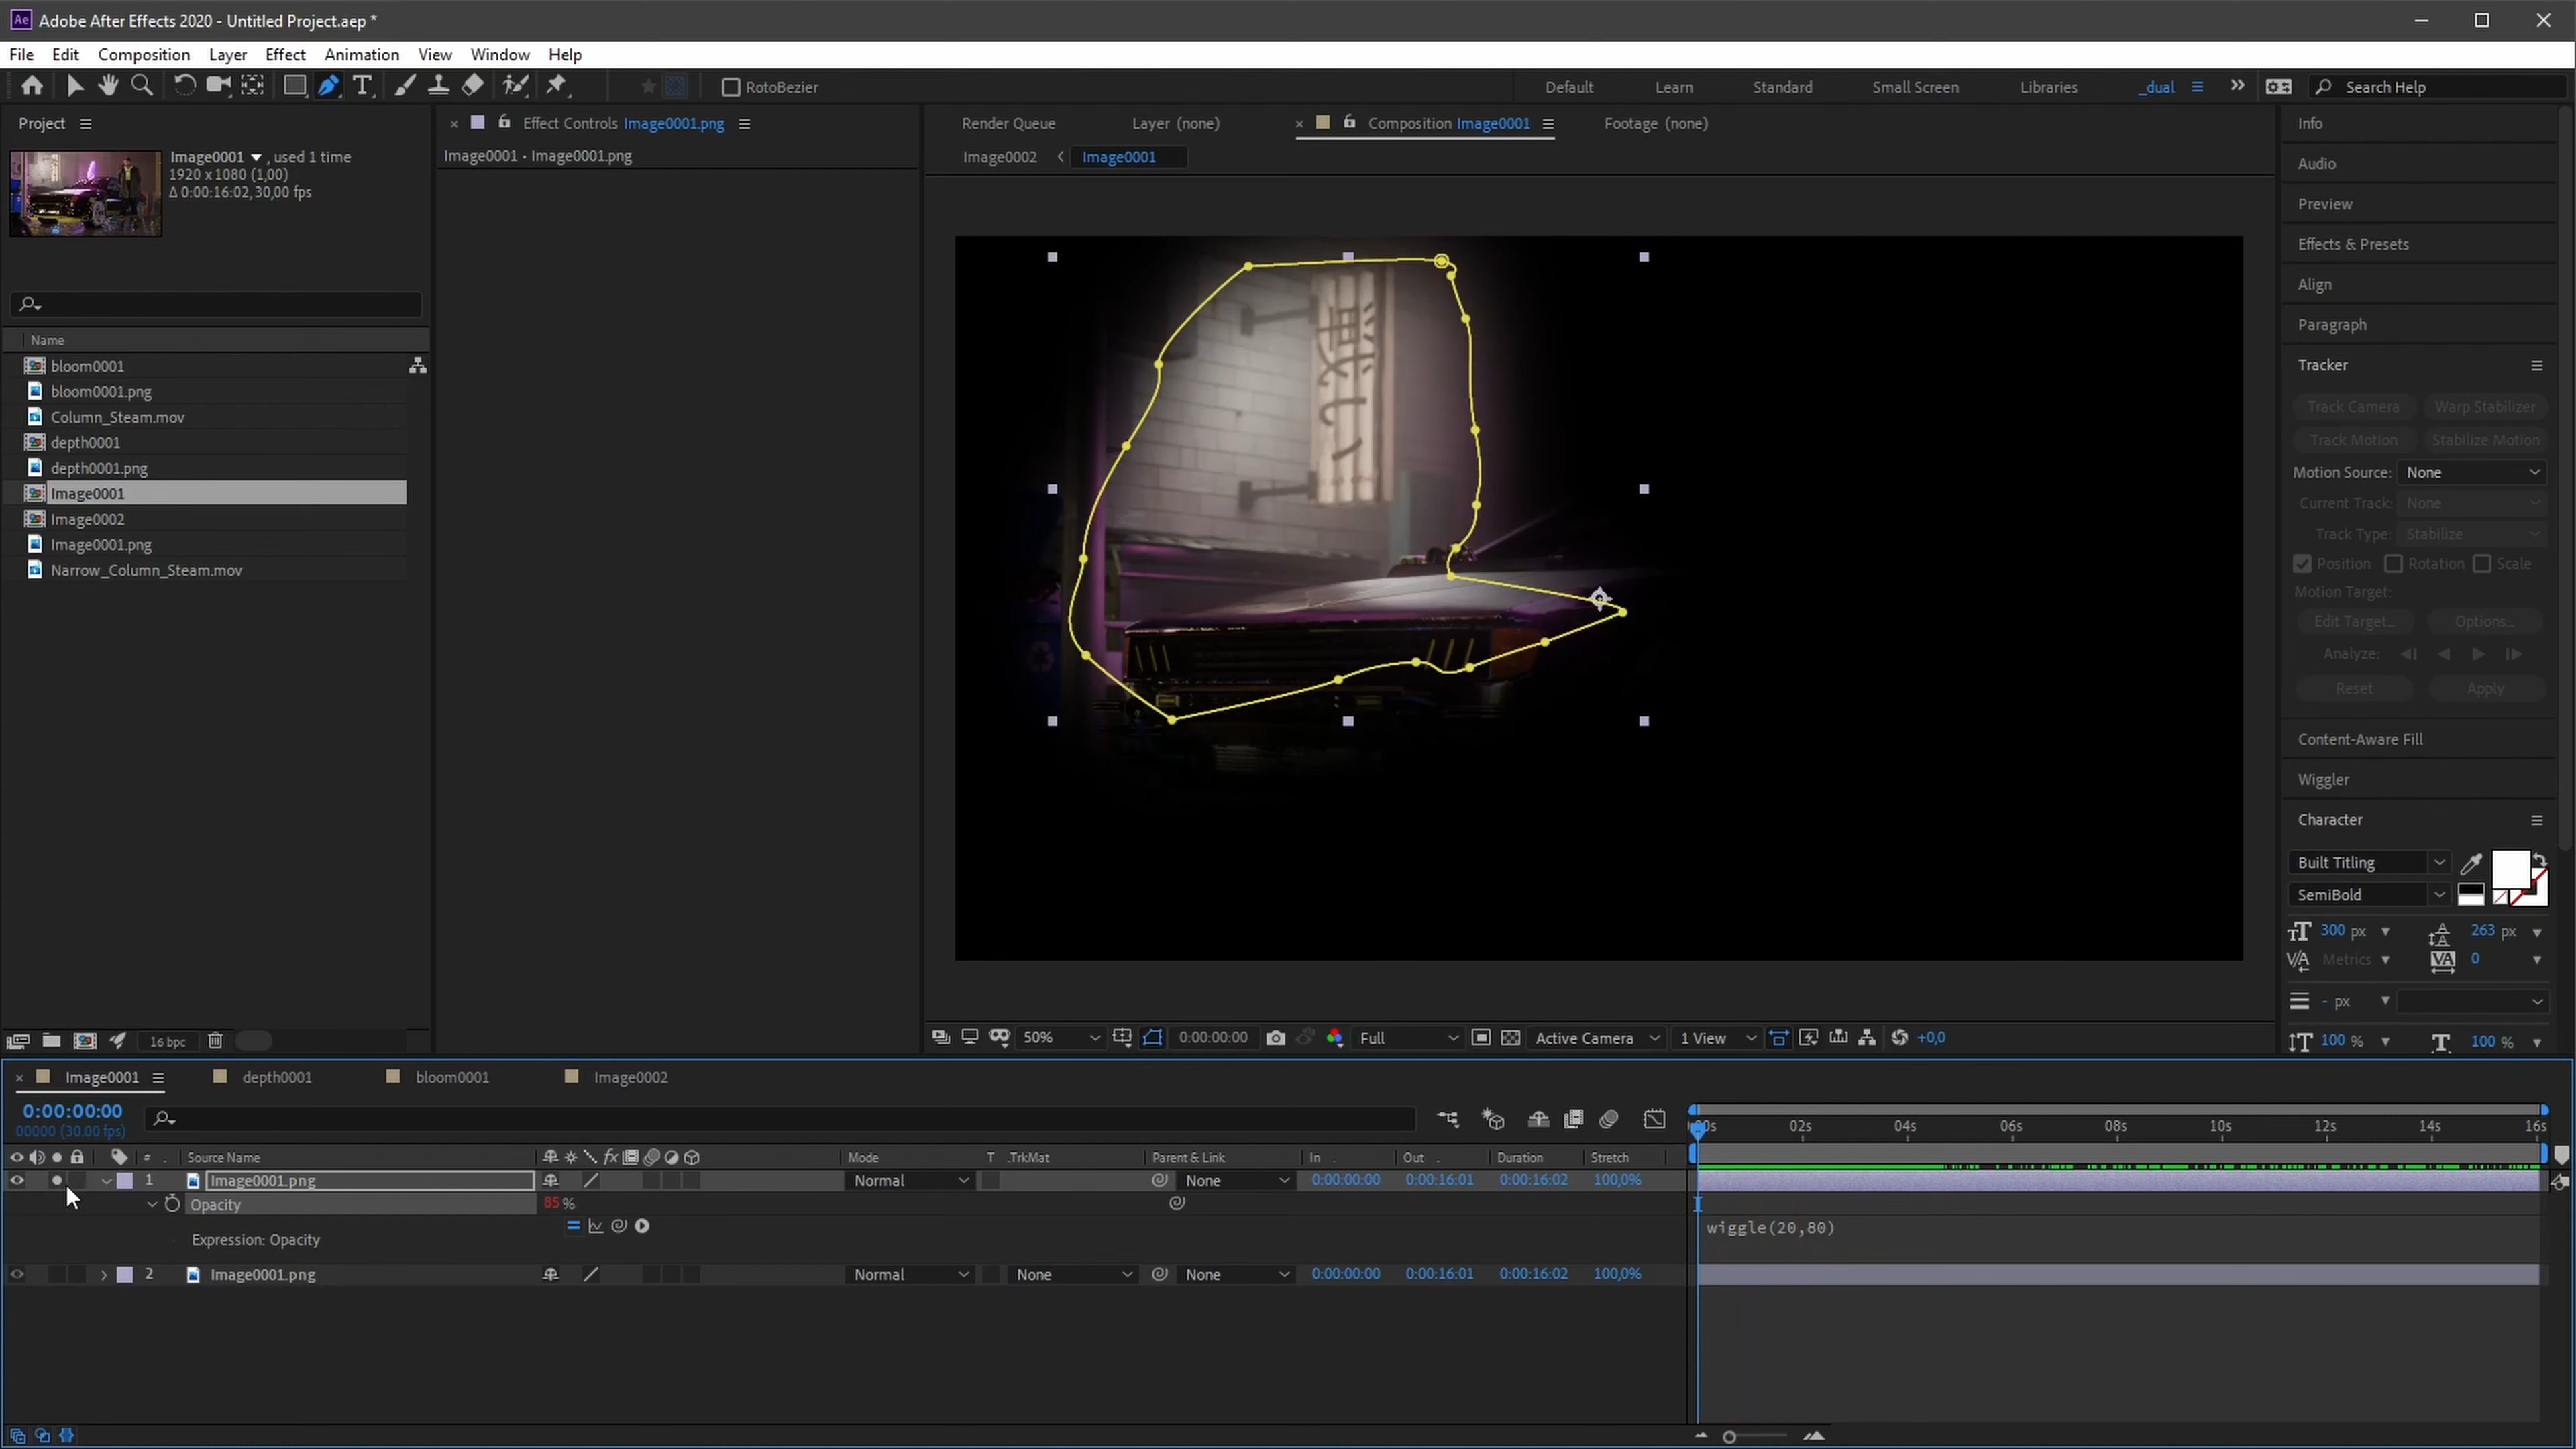 Ae Adobe After Effects 2020 - Untitled Project.aep *
File Edit Composition Layer Effect Animation View Window Help
RotoBezier
Default Learn Standard Small Screen Libraries _dual Search Help
Project
Image0001 , used 1 time
1920 x 1080 (1,00)
Δ 0:00:16:02, 30,00 fps
Name
bloom0001
bloom0001.png
Column_Steam.mov
depth0001
depth0001.png
Image0001
Image0002
Image0001.png
Narrow_Column_Steam.mov
16 bpc
Effect Controls Image0001.png
Image0001 • Image0001.png
Render Queue Layer (none) Composition Image0001 Footage (none)
Image0002 Image0001
50% 0:00:00:00 Full Active Camera 1 View +0,0
Info
Audio
Preview
Effects & Presets
Align
Paragraph
Tracker
Track Camera Warp Stabilizer
Track Motion Stabilize Motion
Motion Source: None
Current Track: None
Track Type: Stabilize
Position Rotation Scale
Motion Target:
Edit Target... Options...
Analyze:
Reset Apply
Content-Aware Fill
Wiggler
Character
Built Titling
SemiBold
300 px 263 px
Metrics 0
- px
100 % 100 %
Image0001 depth0001 bloom0001 Image0002
0:00:00:00
00000 (30.00 fps)
02s 04s 06s 08s 10s 12s 14s 16s
# Source Name Mode T .TrkMat Parent & Link In Out Duration Stretch
1 Image0001.png Normal None 0:00:00:00 0:00:16:01 0:00:16:02 100,0%
Opacity 85 %
Expression: Opacity wiggle(20,80)
2 Image0001.png Normal None None 0:00:00:00 0:00:16:01 0:00:16:02 100,0%